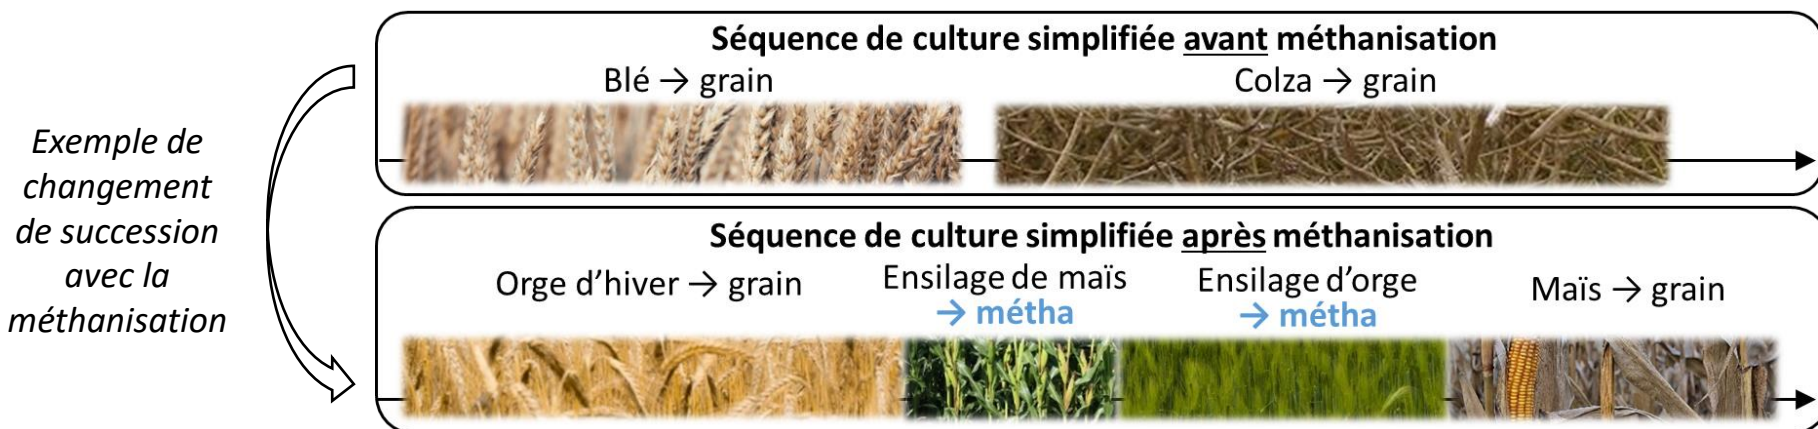 Exemple de
changement
de succession
avec la
méthanisation
Séquence de culture simplifiée avant méthanisation
Blé → grain
Colza → grain
Séquence de culture simplifiée après méthanisation
Orge d’hiver → grain
Ensilage de maïs
→ métha
Ensilage d’orge
→ métha
Maïs → grain